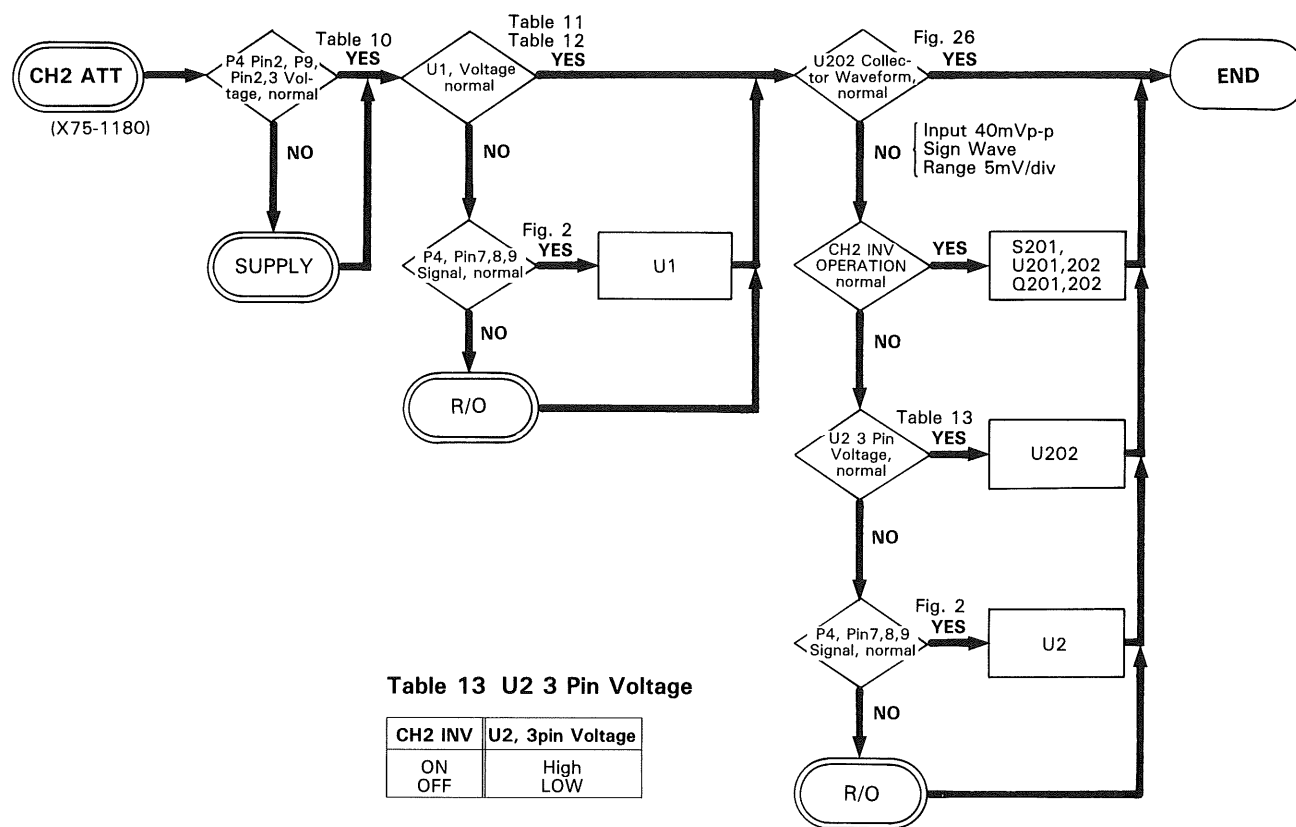 CH2 ATT
(X75-1180)
P4 Pin2, P9,
Pin2,3 Vol-
tage, normal
Table 10
YES
NO
SUPPLY
U1, Voltage
normal
Table 11
Table 12
YES
NO
P4, Pin7,8,9
Signal, normal
Fig. 2
YES
U1
NO
R/O
U202 Collec-
tor Waveform,
normal
Fig. 26
YES
END
NO
Input 40mVp-p
Sign Wave
Range 5mV/div
CH2 INV
OPERATION
normal
YES
S201,
U201,202
Q201,202
NO
U2 3 Pin
Voltage,
normal
Table 13
YES
U202
NO
P4, Pin7,8,9
Signal, normal
Fig. 2
YES
U2
NO
R/O
Table 13 U2 3 Pin Voltage
CH2 INV U2, 3pin Voltage
ON High
OFF LOW